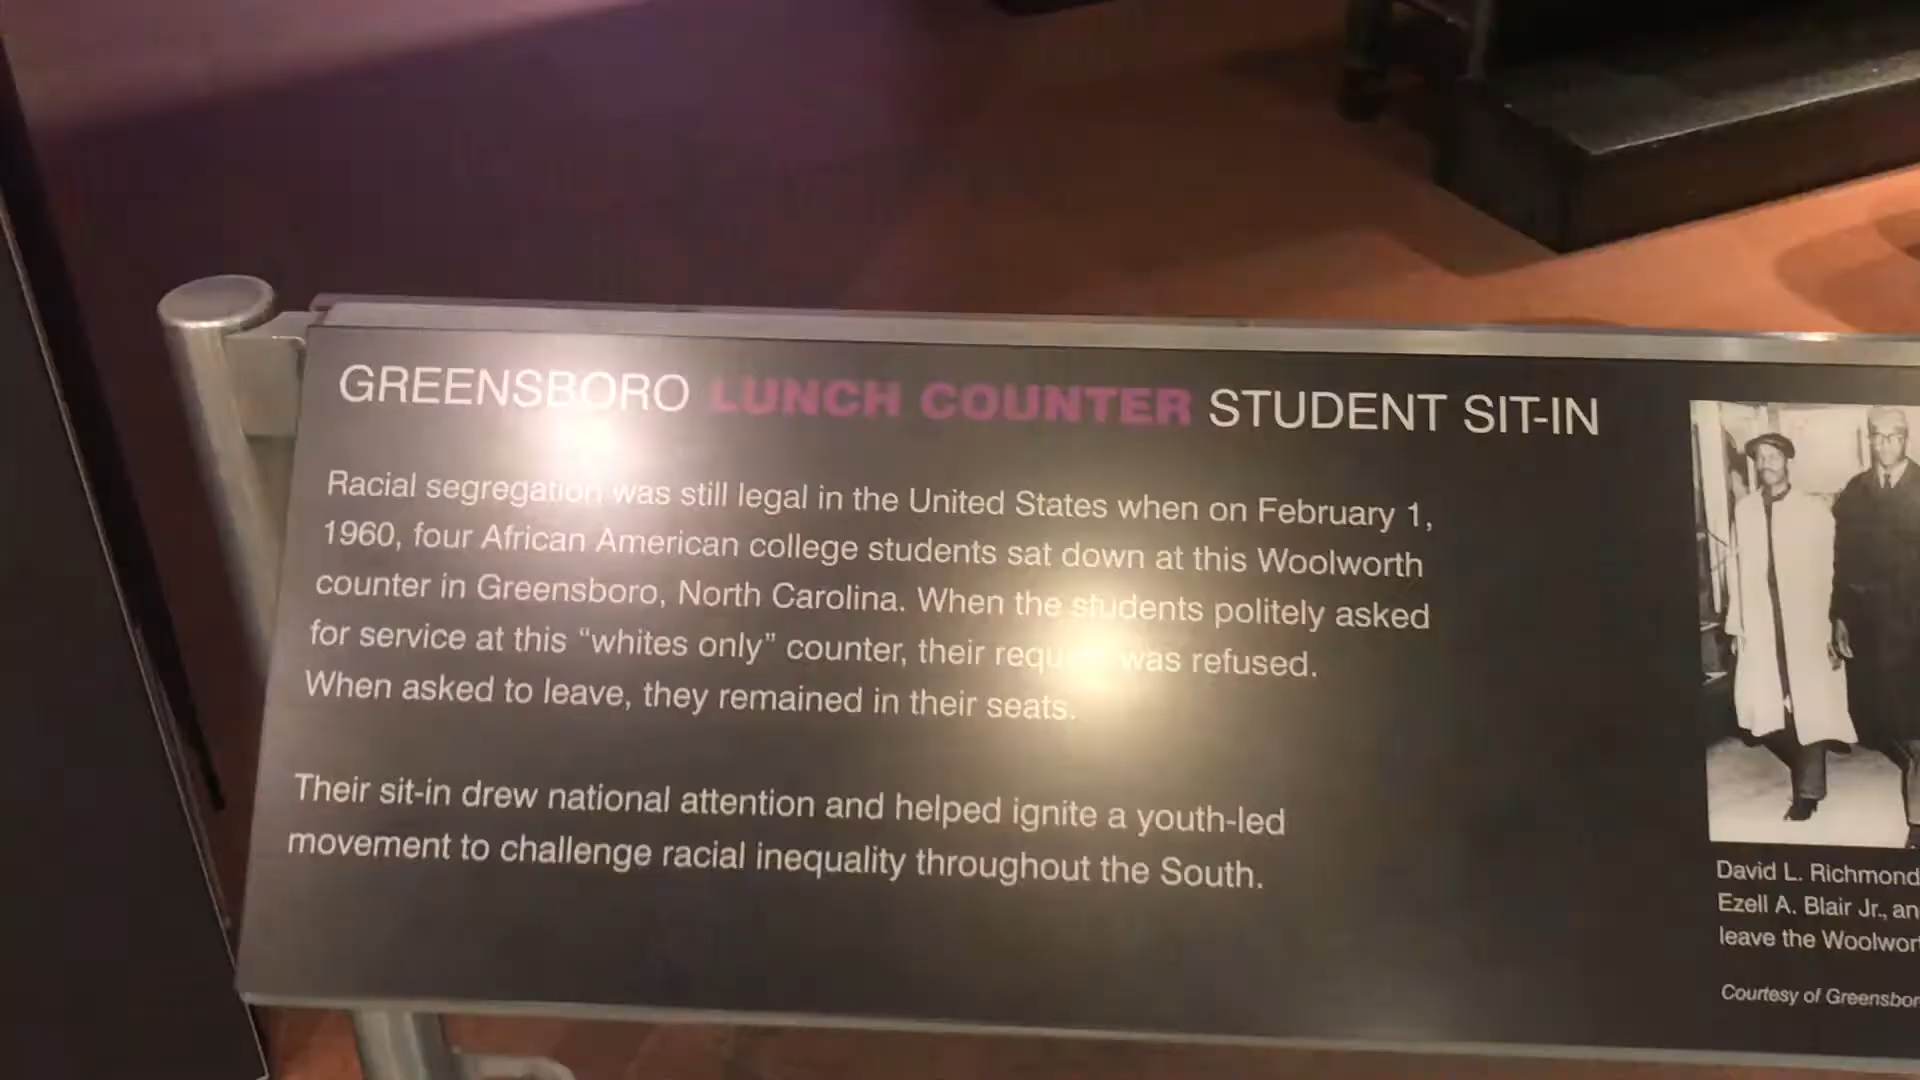 GREENSBORO LUNCH COUNTER STUDENT SIT-IN
Racial segregation was still legal in the United States when on February 1,
1960, four African American college students sat down at this Woolworth
counter in Greensboro, North Carolina. When the students politely asked
for service at this “whites only” counter, their requ was refused.
When asked to leave, they remained in their seats.
Their sit-in drew national attention and helped ignite a youth-led
movement to challenge racial inequality throughout the South.
David L. Richmond
Ezell A. Blair Jr., an
leave the Woolwort
Courtesy of Greensbor